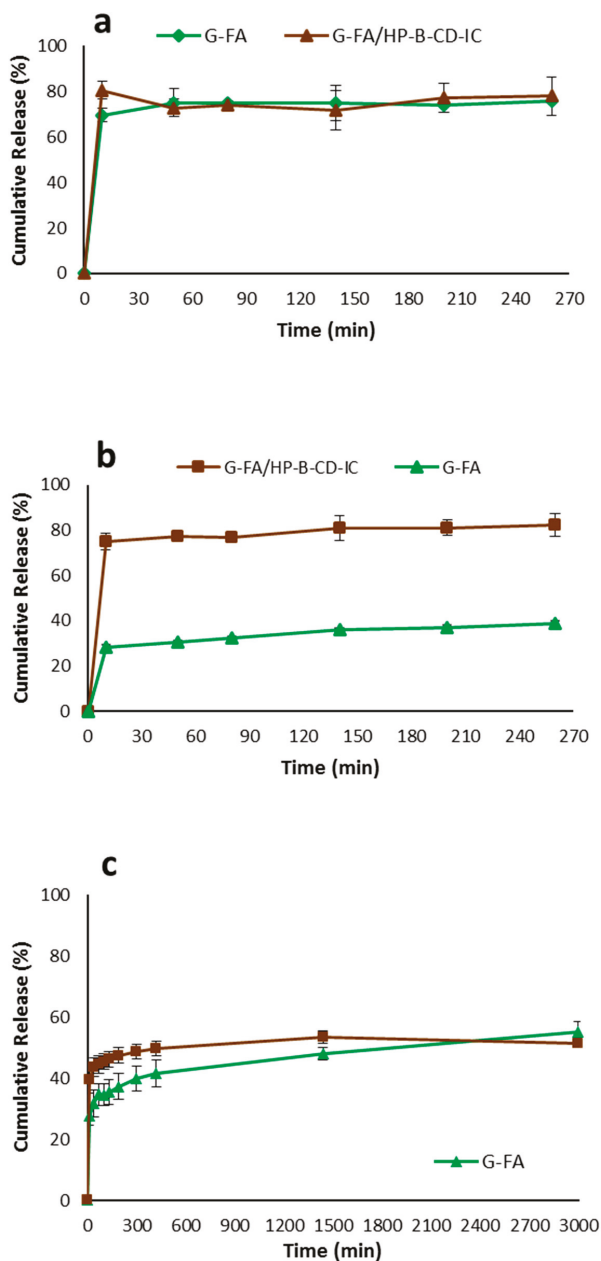 a
G-FA G-FA/HP-B-CD-IC
Cumulative Release (%)
100
80
60
40
20
0
0 30 60 90 120 150 180 210 240 270
Time (min)
b
G-FA/HP-B-CD-IC G-FA
Cumulative Release (%)
100
80
60
40
20
0
0 30 60 90 120 150 180 210 240 270
Time (min)
c
Cumulative Release (%)
100
80
60
40
20
0
G-FA
0 300 600 900 1200 1500 1800 2100 2400 2700 3000
Time (min)